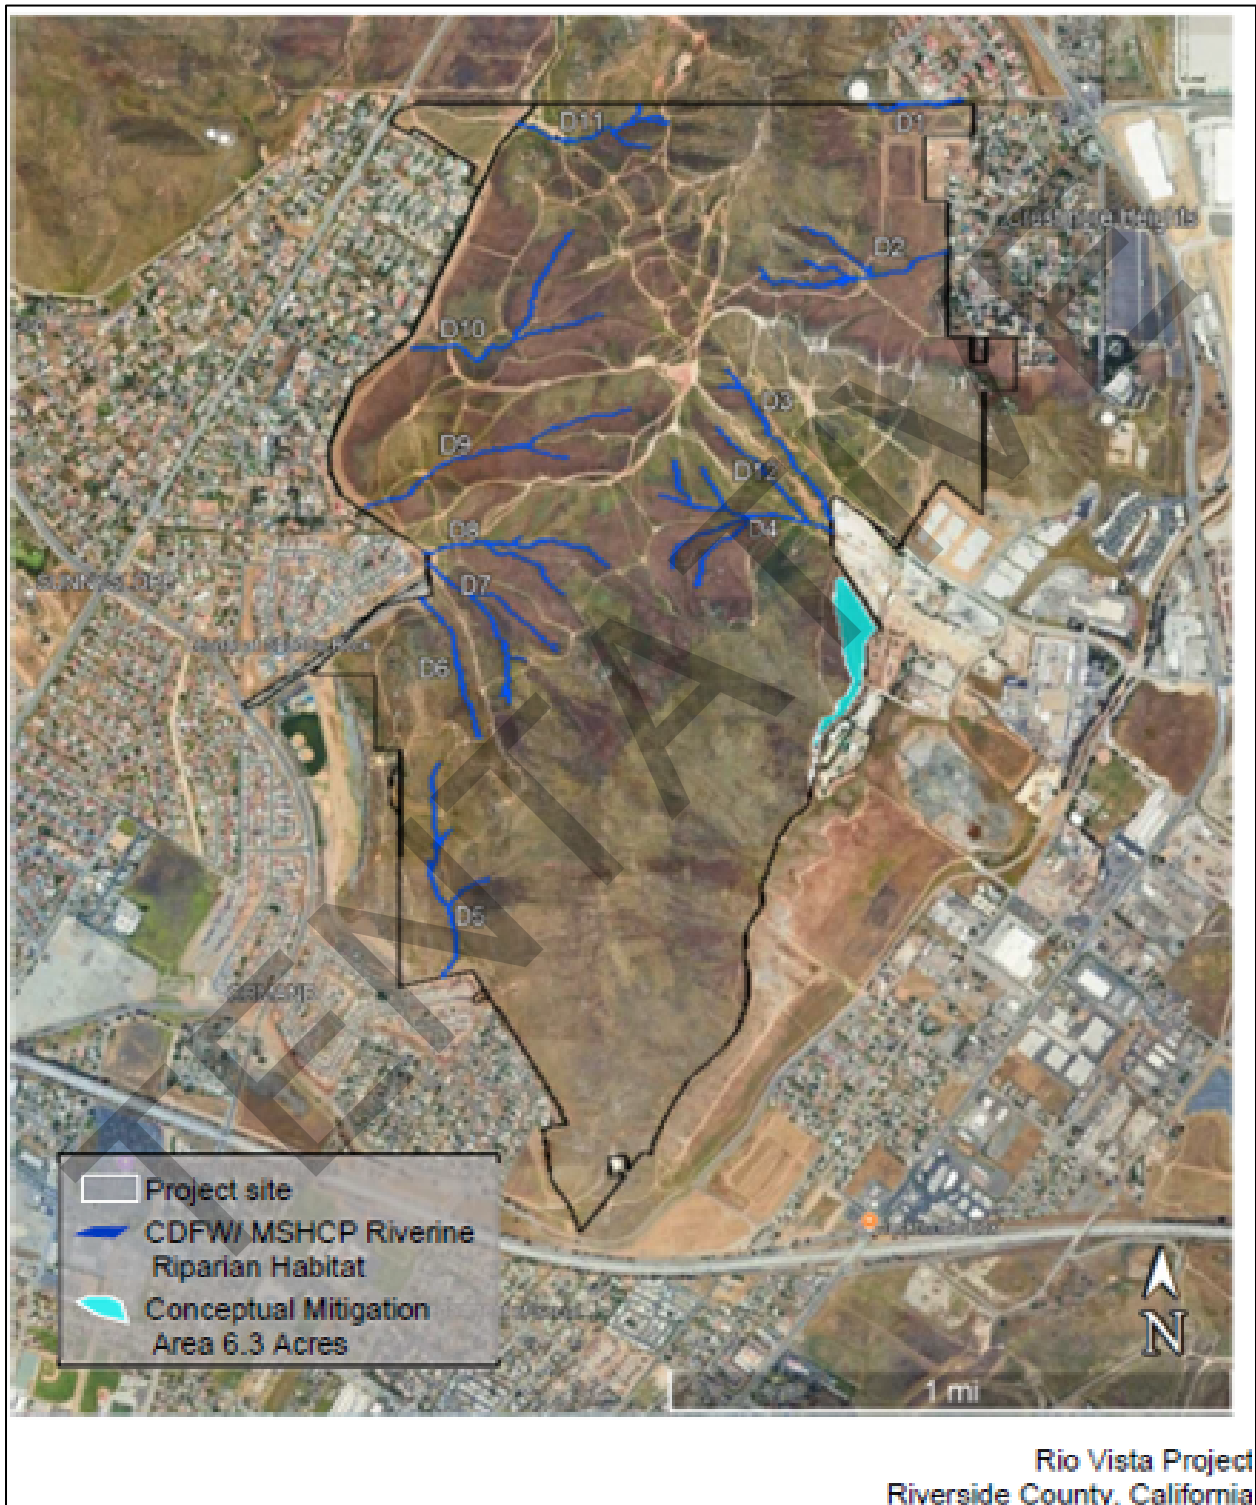 D11
D1
D2
D10
D3
D9
D12
D8
D4
D7
D6
D5
TENTATIVE
Project site
CDFW/ MSHCP Riverine
Riparian Habitat
Conceptual Mitigation
Area 6.3 Acres
N
1 mi
Rio Vista Project
Riverside County, California